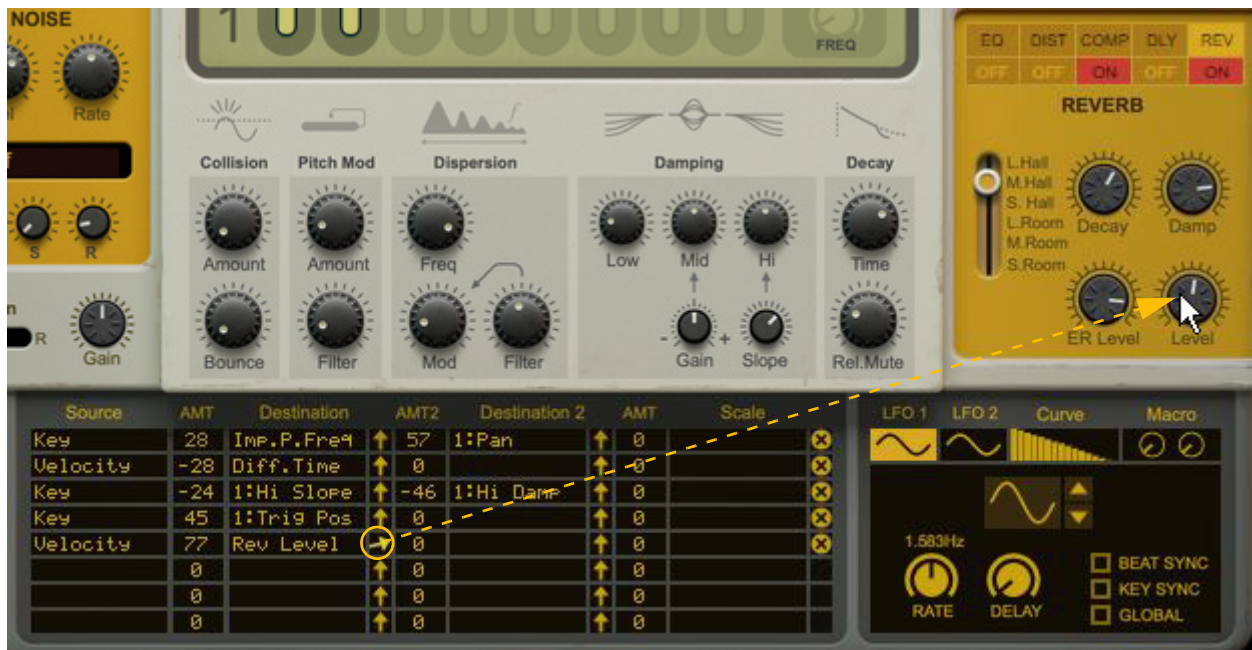 NOISE
Rate
S
R
R
Gain
1
FREQ
Collision
Pitch Mod
Dispersion
Damping
Decay
Amount
Amount
Freq
Low
Mid
Hi
Time
Bounce
Filter
Mod
Filter
- Gain +
Slope
Rel.Mute
EQ DIST COMP DLY REV
OFF OFF ON OFF ON
REVERB
L.Hall
M.Hall
S. Hall
L.Room
M.Room
S.Room
Decay
Damp
ER Level
Level
Source AMT Destination AMT2 Destination 2 AMT Scale
Key 28 Imp.P.Freq 57 1:Pan 0
Velocity -28 Diff.Time 0 0
Key -24 1:Hi Slope -46 1:Hi Damp 0
Key 45 1:Trig Pos 0 0
Velocity 77 Rev Level 0 0
0 0 0
0 0 0
0 0 0
LFO 1 LFO 2 Curve Macro
1.583Hz
RATE
DELAY
BEAT SYNC
KEY SYNC
GLOBAL